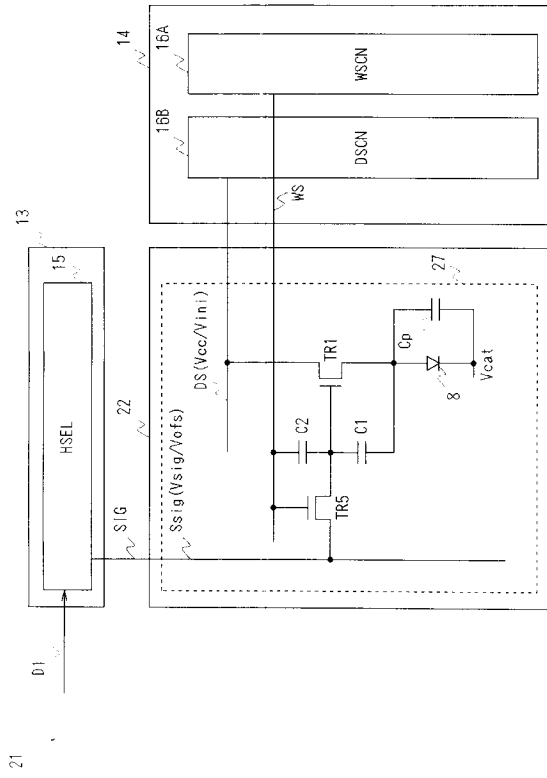 21
D1
13
15
HSEL
SIG
22
Ssig(Vsig/Vofs)
DS(Vcc/Vini)
TR5
C2
C1
TR1
Cp
8
Vcat
27
WS
14
16B
DSCN
16A
WSCN